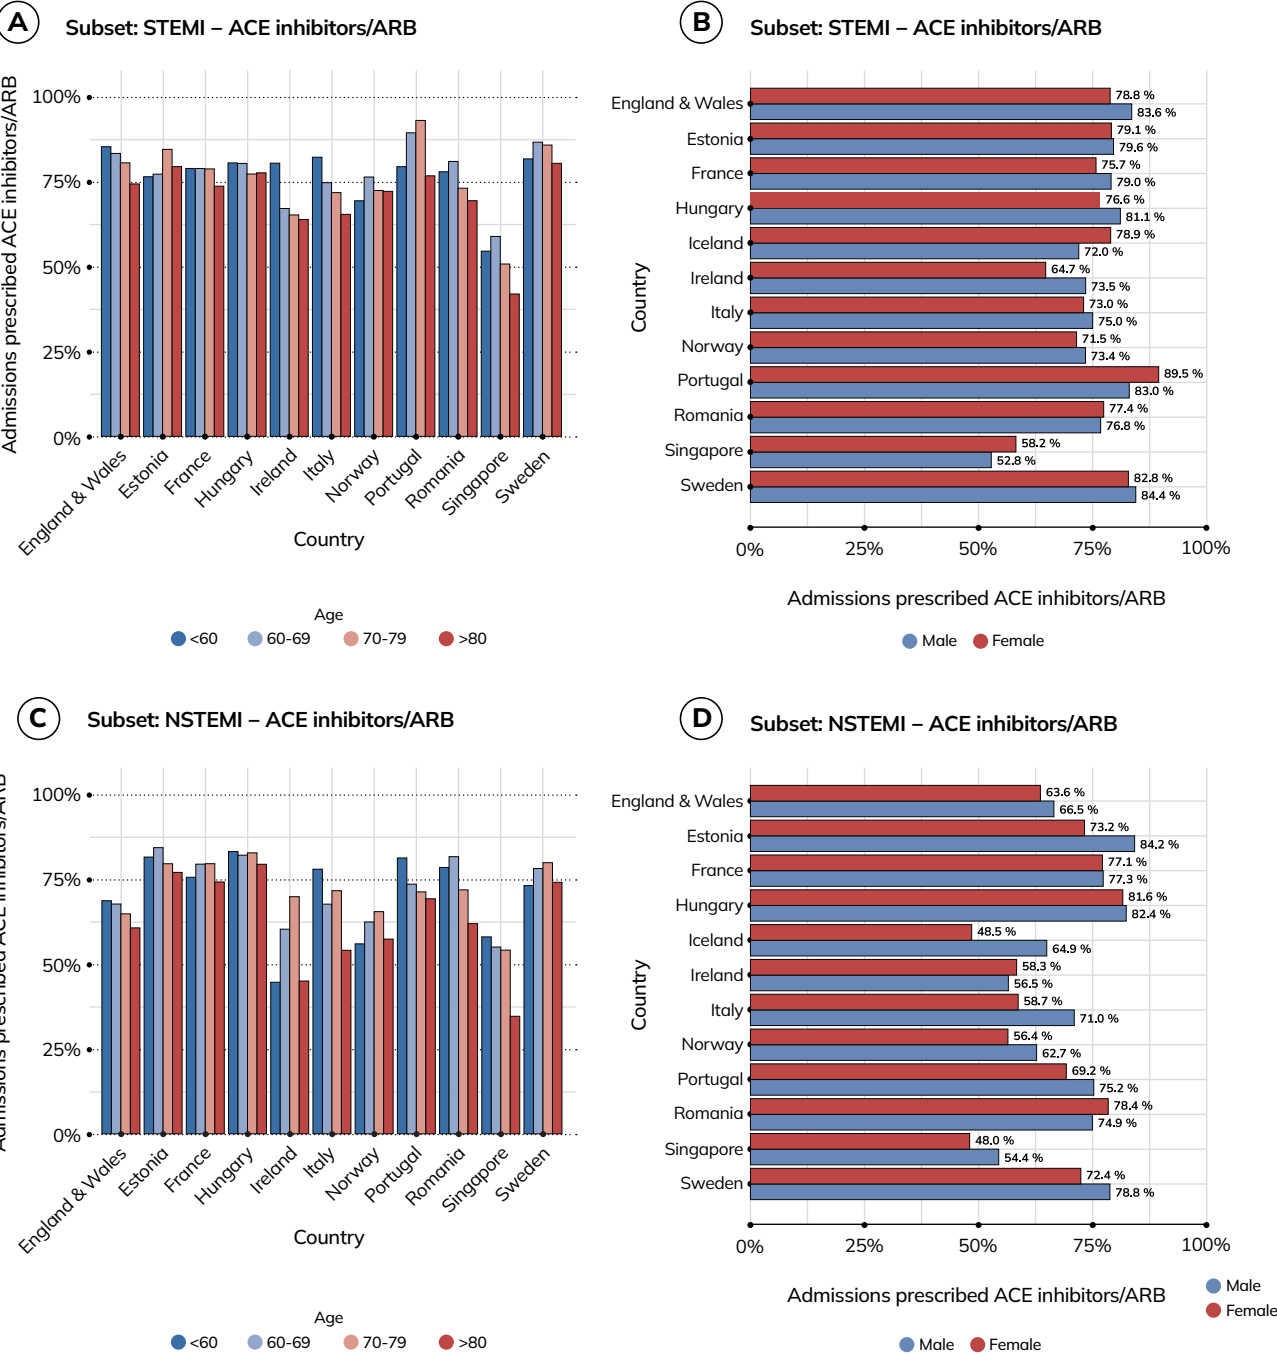 A Subset: STEMI – ACE inhibitors/ARB
Admissions prescribed ACE inhibitors/ARB
100%
75%
50%
25%
0%
England & Wales
Estonia
France
Hungary
Ireland
Italy
Norway
Portugal
Romania
Singapore
Sweden
Country
Age
<60 60-69 70-79 >80
B Subset: STEMI – ACE inhibitors/ARB
Country
England & Wales 78.8 %
83.6 %
Estonia 79.1 %
79.6 %
France 75.7 %
79.0 %
Hungary 76.6 %
81.1 %
Iceland 78.9 %
72.0 %
Ireland 64.7 %
73.5 %
Italy 73.0 %
75.0 %
Norway 71.5 %
73.4 %
Portugal 89.5 %
83.0 %
Romania 77.4 %
76.8 %
Singapore 58.2 %
52.8 %
Sweden 82.8 %
84.4 %
0% 25% 50% 75% 100%
Admissions prescribed ACE inhibitors/ARB
Male Female
C Subset: NSTEMI – ACE inhibitors/ARB
Admissions prescribed ACE inhibitors/ARB
100%
75%
50%
25%
0%
England & Wales
Estonia
France
Hungary
Ireland
Italy
Norway
Portugal
Romania
Singapore
Sweden
Country
Age
<60 60-69 70-79 >80
D Subset: NSTEMI – ACE inhibitors/ARB
Country
England & Wales 63.6 %
66.5 %
Estonia 73.2 %
84.2 %
France 77.1 %
77.3 %
Hungary 81.6 %
82.4 %
Iceland 48.5 %
64.9 %
Ireland 58.3 %
56.5 %
Italy 58.7 %
71.0 %
Norway 56.4 %
62.7 %
Portugal 69.2 %
75.2 %
Romania 78.4 %
74.9 %
Singapore 48.0 %
54.4 %
Sweden 72.4 %
78.8 %
0% 25% 50% 75% 100%
Admissions prescribed ACE inhibitors/ARB
Male
Female
Male Female